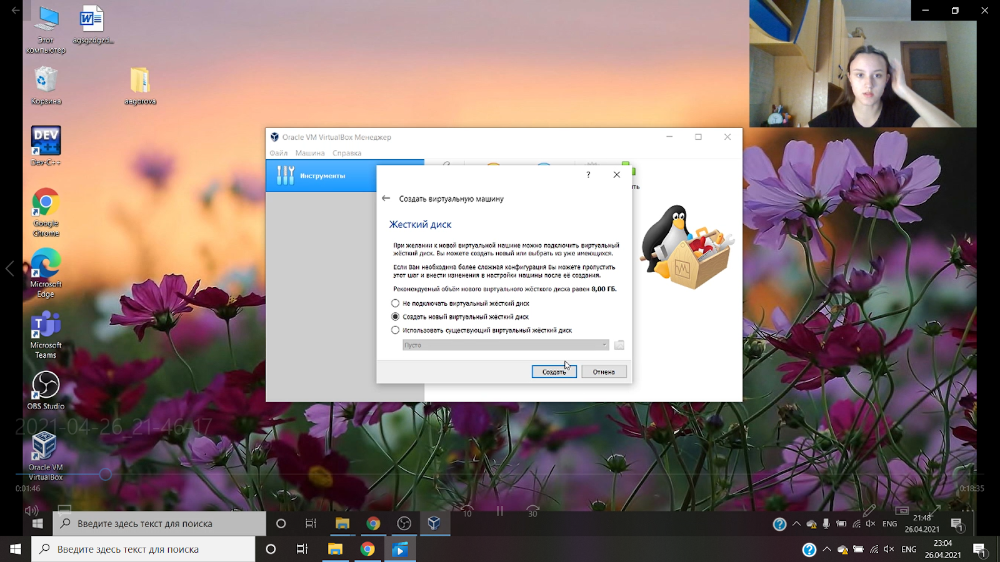 Этот
компьютер
agsgzdgzd...
Корзина
aegorova
DEV
C++
Dev-C++
Google
Chrome
Microsoft
Edge
Microsoft
Teams
OBS Studio
2021-04-26_21-46-17
Oracle VM
VirtualBox
Oracle VM VirtualBox Менеджер
Файл Машина Справка
Инструменты
ть
?
Создать виртуальную машину
Жесткий диск
При желании к новой виртуальной машине можно подключить виртуальный
жёсткий диск. Вы можете создать новый или выбрать из уже имеющихся.
Если Вам необходима более сложная конфигурация Вы можете пропустить
этот шаг и внести изменения в настройки машины после её создания.
Рекомендуемый объём нового виртуального жёсткого диска равен 8,00 ГБ.
Не подключать виртуальный жесткий диск
Создать новый виртуальный жёсткий диск
Использовать существующий виртуальный жёсткий диск
Пусто
Создать Отмена
0:01:46
0:18:35
10
30
Введите здесь текст для поиска
ENG
21:48
26.04.2021
1
Введите здесь текст для поиска
ENG
23:04
26.04.2021
1